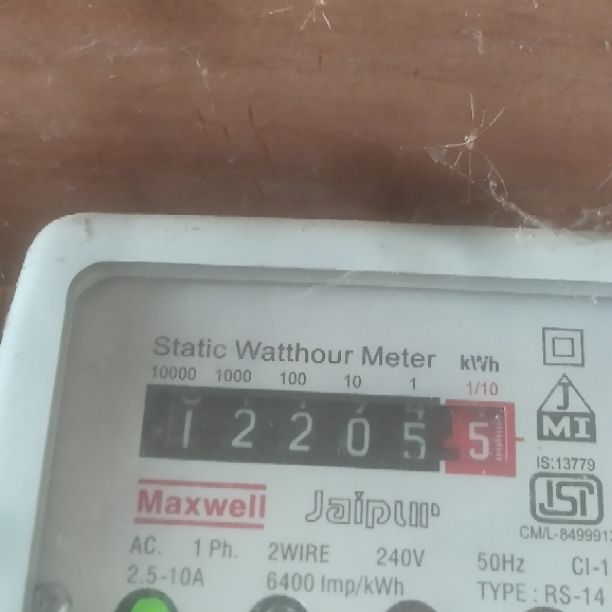 Static Watthour Meter kWh
10000 1000 100 10 1 1/10
1 2 2 0 5 5
J
MI
IS:13779
Maxwell Jaipur
ISI
AC. 1 Ph. 2WIRE 240V 50Hz
2.5-10A 6400 Imp/kWh TYPE : RS-14